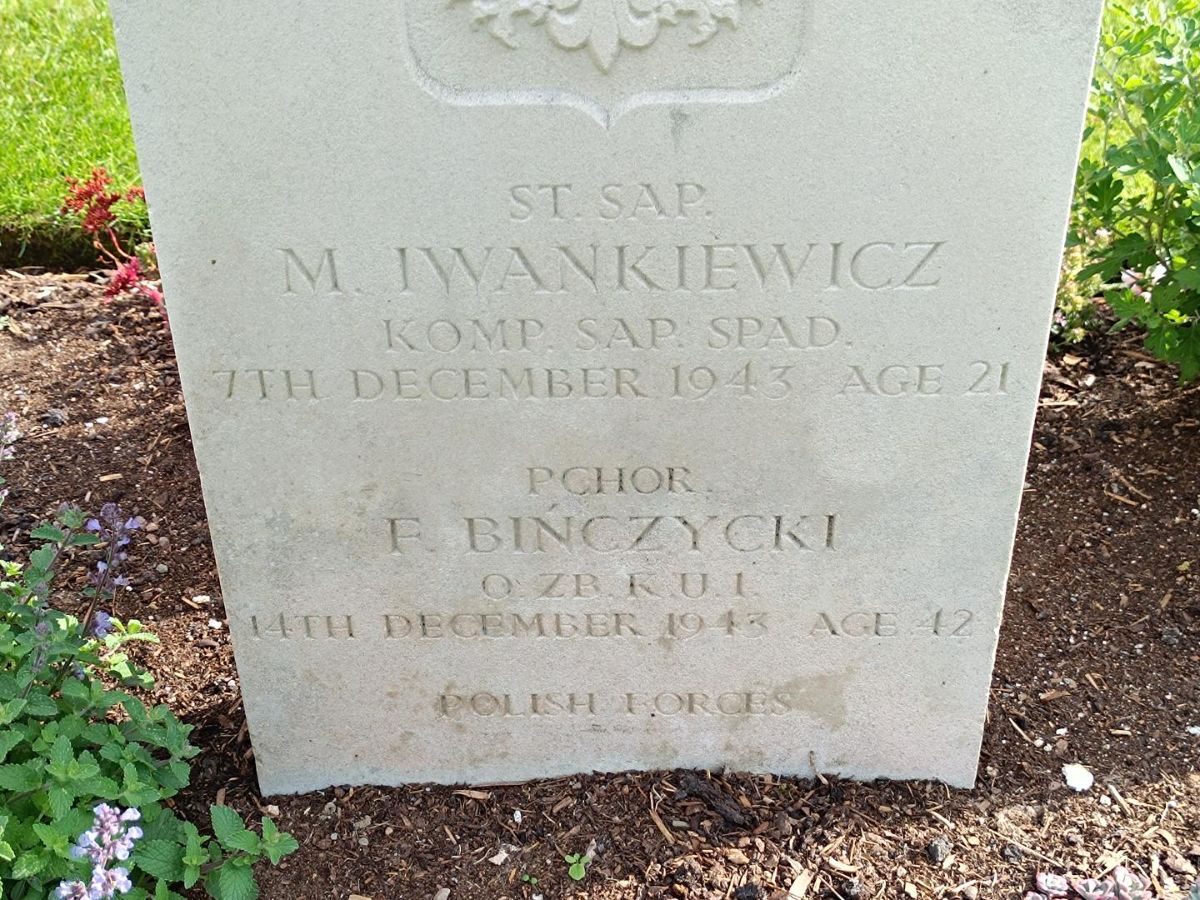 ST. SAP.
M. IWANKIEWICZ
KOMP. SAP. SPAD.
7TH DECEMBER 1943 AGE 21
PCHOR.
F. BIŃCZYCKI
O. ZB. K. U. 1.
14TH DECEMBER 1943 AGE 42
POLISH FORCES